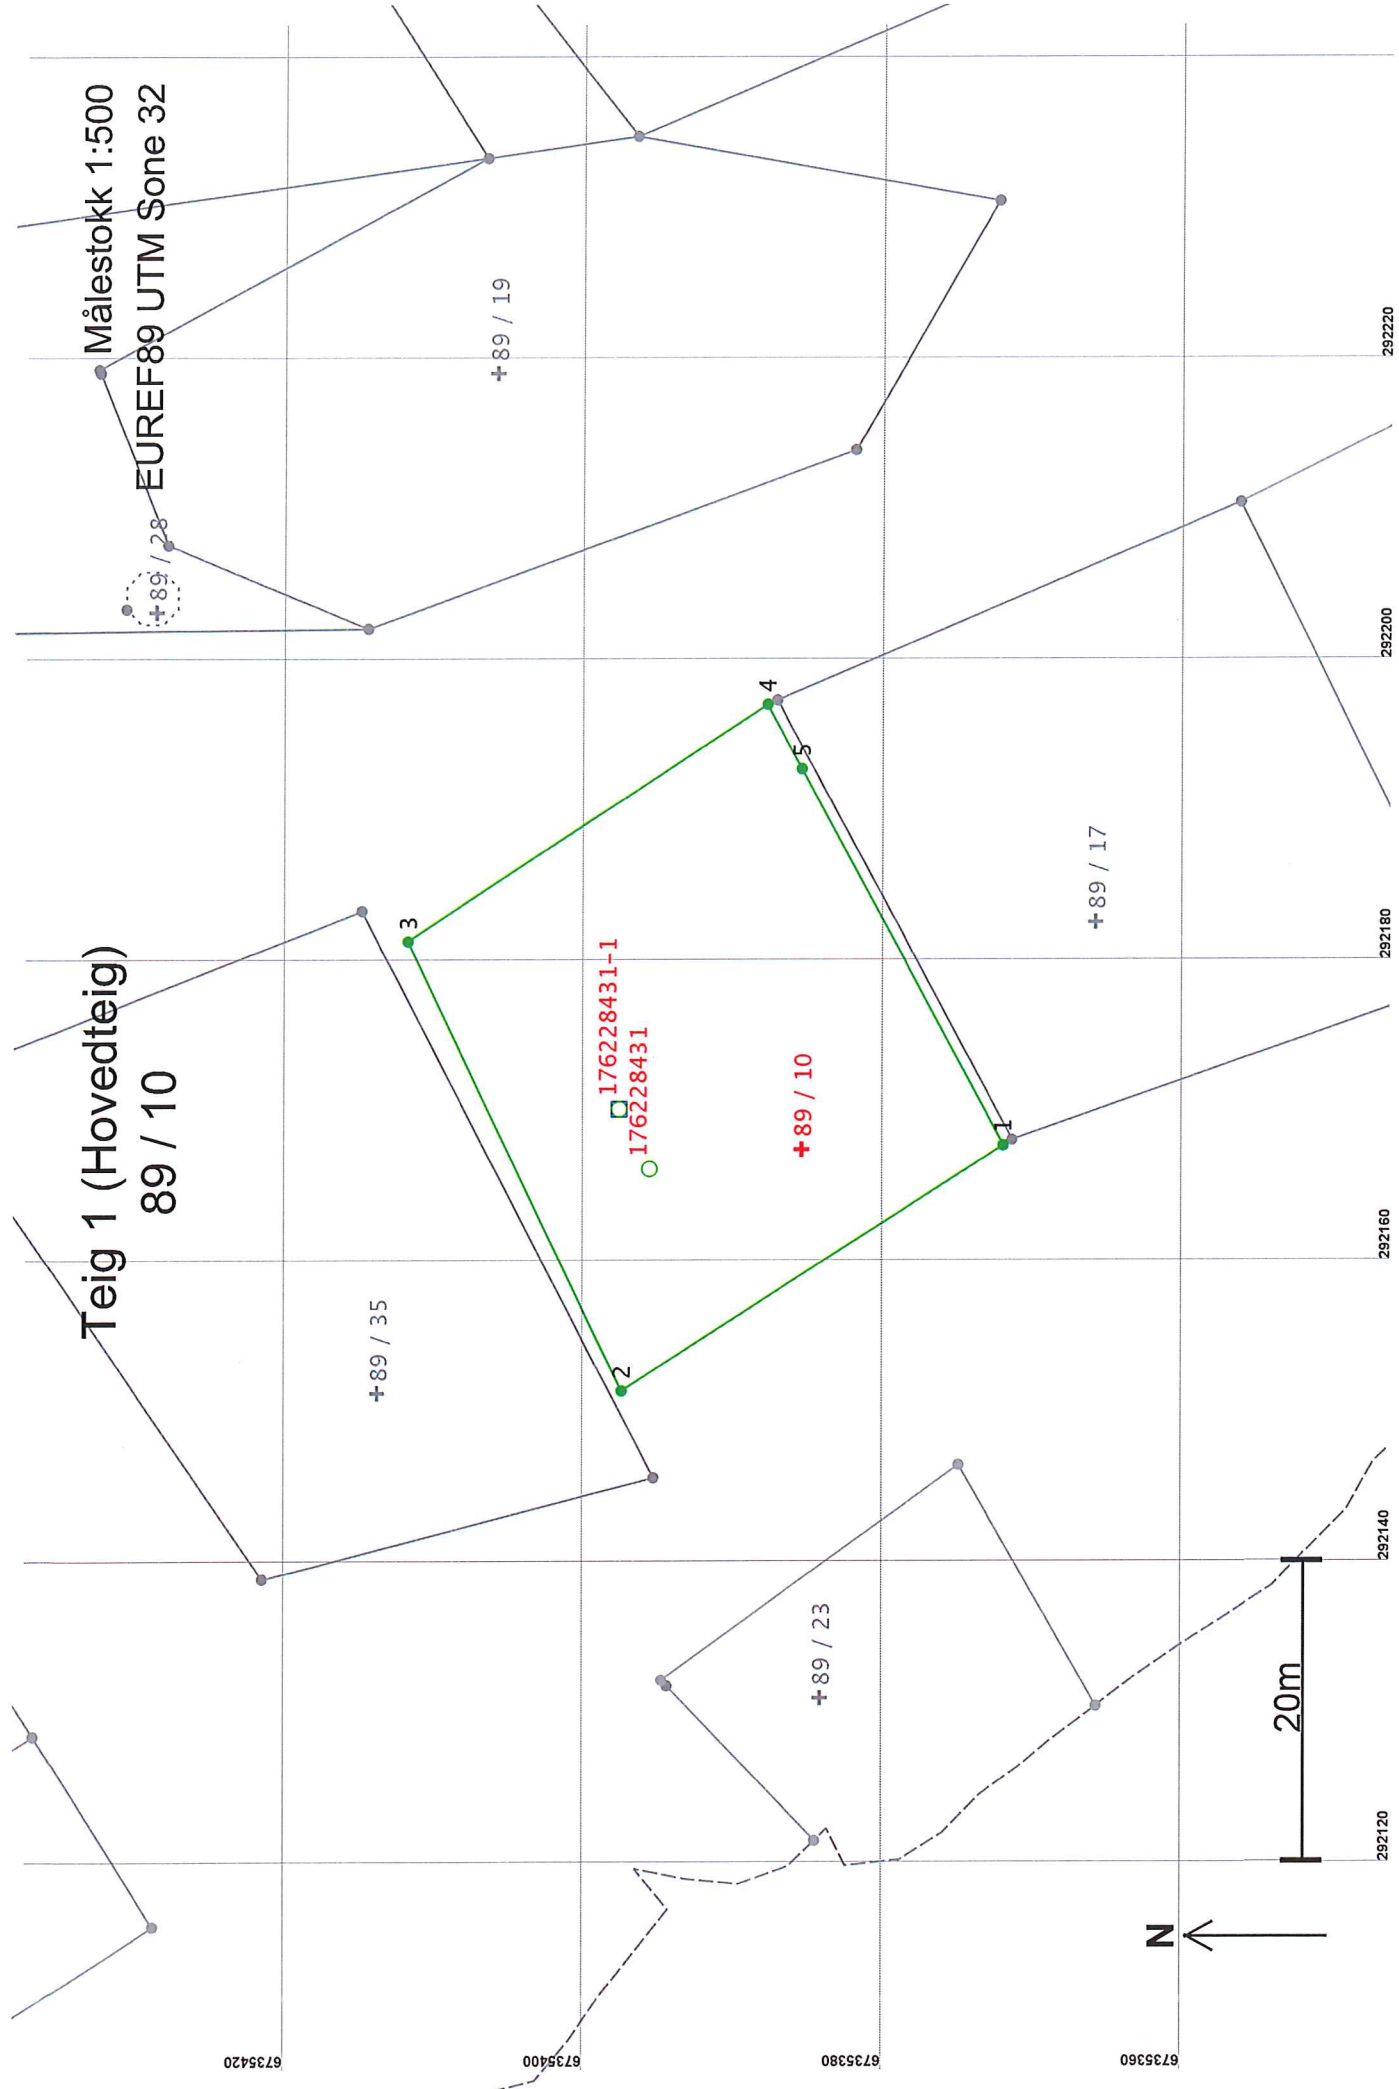 Teig 1 (Hovedteig)
89 / 10
Målestokk 1:500
EUREF89 UTM Sone 32
+89 / 28
+89 / 19
+89 / 35
3
4
5
176228431-1
176228431
+89 / 10
2
1
+89 / 17
+89 / 23
20m
N
6735420
6735400
6735380
6735360
292120
292140
292160
292180
292200
292220